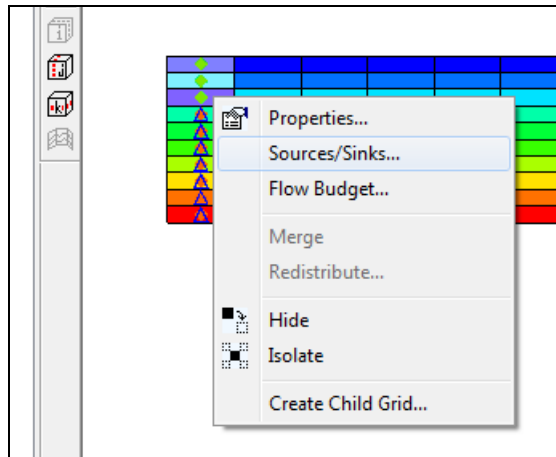 Properties...
Sources/Sinks...
Flow Budget...
Merge
Redistribute...
Hide
Isolate
Create Child Grid...